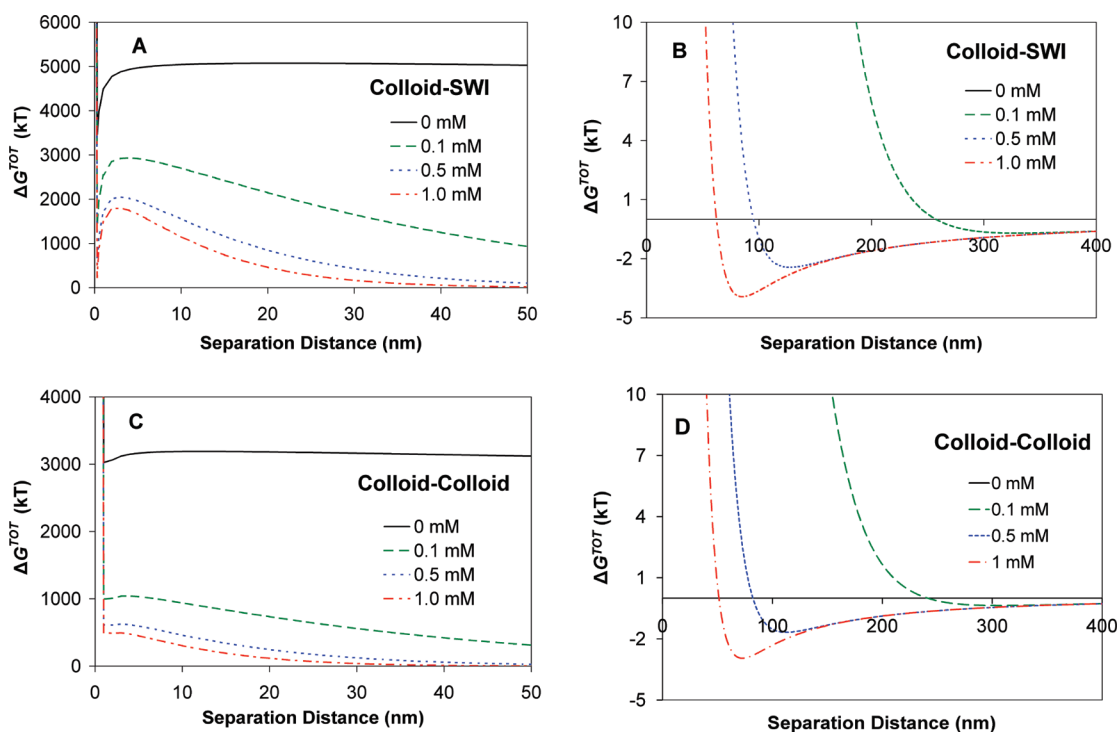 A
Colloid-SWI
0 mM
0.1 mM
0.5 mM
1.0 mM
6000
5000
4000
3000
2000
1000
0
ΔG^TOT (kT)
0
10
20
30
40
50
Separation Distance (nm)
B
Colloid-SWI
0 mM
0.1 mM
0.5 mM
1.0 mM
10
7
4
1
-2
-5
ΔG^TOT (kT)
0
100
200
300
400
Separation Distance (nm)
C
Colloid-Colloid
0 mM
0.1 mM
0.5 mM
1.0 mM
4000
3000
2000
1000
0
ΔG^TOT (kT)
0
10
20
30
40
50
Separation Distance (nm)
D
Colloid-Colloid
0 mM
0.1 mM
0.5 mM
1 mM
10
7
4
1
-2
-5
ΔG^TOT (kT)
0
100
200
300
400
Separation Distance (nm)